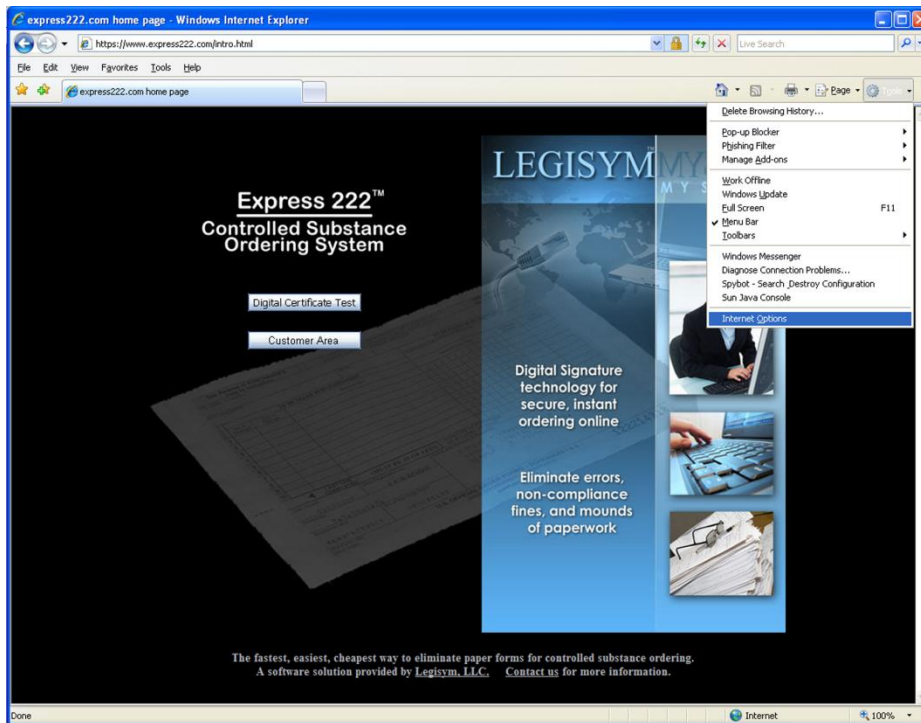 express222.com home page - Windows Internet Explorer
https://www.express222.com/intro.html
Live Search
File Edit View Favorites Tools Help
express222.com home page
Page
Tools
Delete Browsing History...
Pop-up Blocker
Phishing Filter
Manage Add-ons
Work Offline
Windows Update
Full Screen F11
Menu Bar
Toolbars
Windows Messenger
Diagnose Connection Problems...
Spybot - Search _Destroy Configuration
Sun Java Console
Internet Options
Express 222™
Controlled Substance
Ordering System
Digital Certificate Test
Customer Area
LEGISYM™
Digital Signature
technology for
secure, instant
ordering online
Eliminate errors,
non-compliance
fines, and mounds
of paperwork
The fastest, easiest, cheapest way to eliminate paper forms for controlled substance ordering.
A software solution provided by Legisym, LLC. Contact us for more information.
Done
Internet
100%